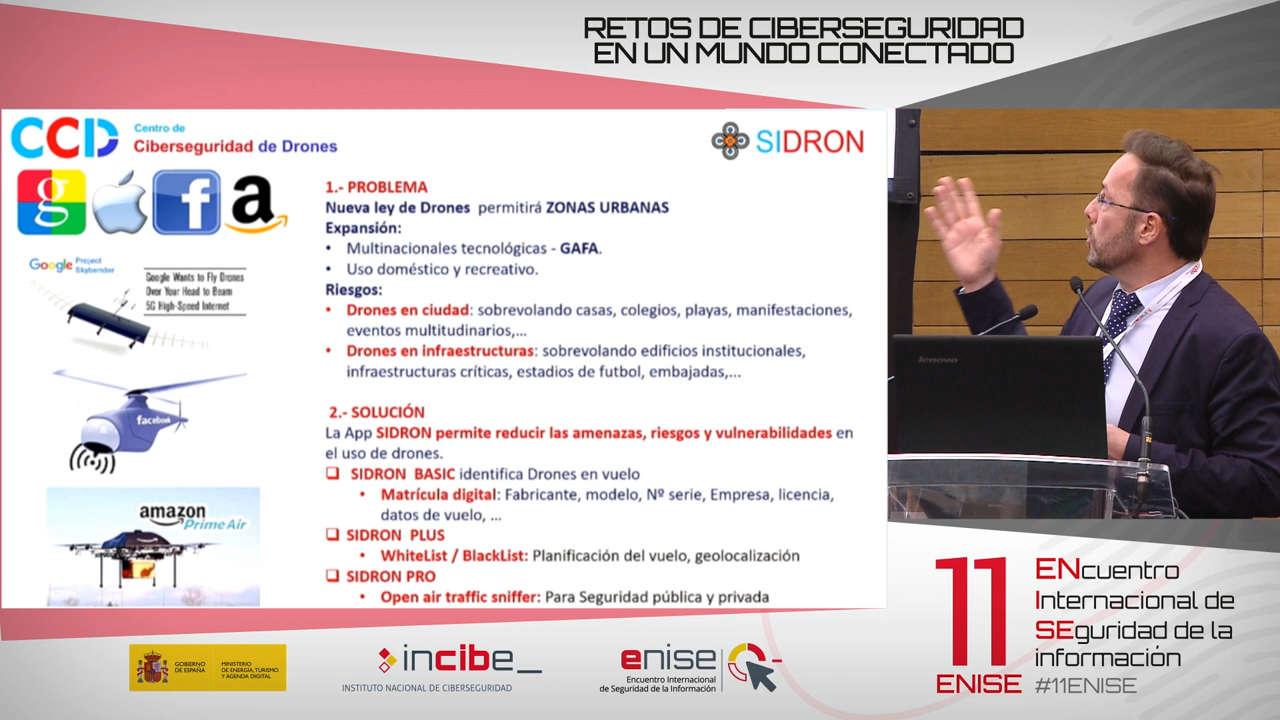 RETOS DE CIBERSEGURIDAD
EN UN MUNDO CONECTADO
CCD
Centro de
Ciberseguridad de Drones
SIDRON
g
f
a
Google Project
Skybender
Google Wants to Fly Drones
Over Your Head to Beam
5G High-Speed Internet
facebook
amazon
PrimeAir
1.- PROBLEMA
Nueva ley de Drones permitirá ZONAS URBANAS
Expansión:
• Multinacionales tecnológicas - GAFA.
• Uso doméstico y recreativo.
Riesgos:
• Drones en ciudad: sobrevolando casas, colegios, playas, manifestaciones,
eventos multitudinarios,...
• Drones en infraestructuras: sobrevolando edificios institucionales,
infraestructuras críticas, estadios de futbol, embajadas,...
2.- SOLUCIÓN
La App SIDRON permite reducir las amenazas, riesgos y vulnerabilidades en
el uso de drones.
❑ SIDRON BASIC identifica Drones en vuelo
• Matrícula digital: Fabricante, modelo, Nº serie, Empresa, licencia,
datos de vuelo, ...
❑ SIDRON PLUS
• WhiteList / BlackList: Planificación del vuelo, geolocalización
❑ SIDRON PRO
• Open air traffic sniffer: Para Seguridad pública y privada
lenovo
GOBIERNO
DE ESPAÑA
MINISTERIO
DE ENERGÍA, TURISMO
Y AGENDA DIGITAL
incibe_
INSTITUTO NACIONAL DE CIBERSEGURIDAD
enise
Encuentro Internacional
de Seguridad de la Información
11
ENISE
ENcuentro
Internacional de
SEguridad de la
información
#11ENISE